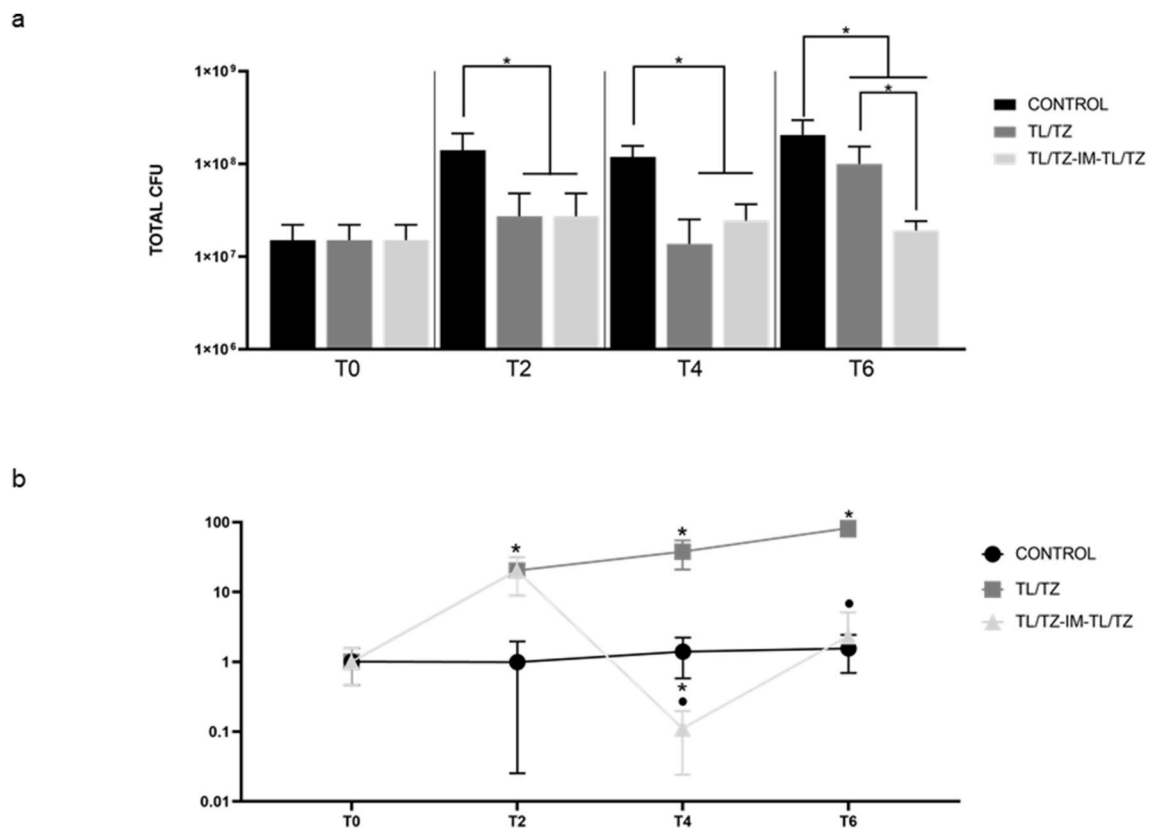 a
* * * *
1×10⁹
1×10⁸
1×10⁷
1×10⁶
TOTAL CFU
T0 T2 T4 T6
CONTROL
TL/TZ
TL/TZ-IM-TL/TZ
b
100
10
1
0.1
0.01
* * * *
T0 T2 T4 T6
CONTROL
TL/TZ
TL/TZ-IM-TL/TZ